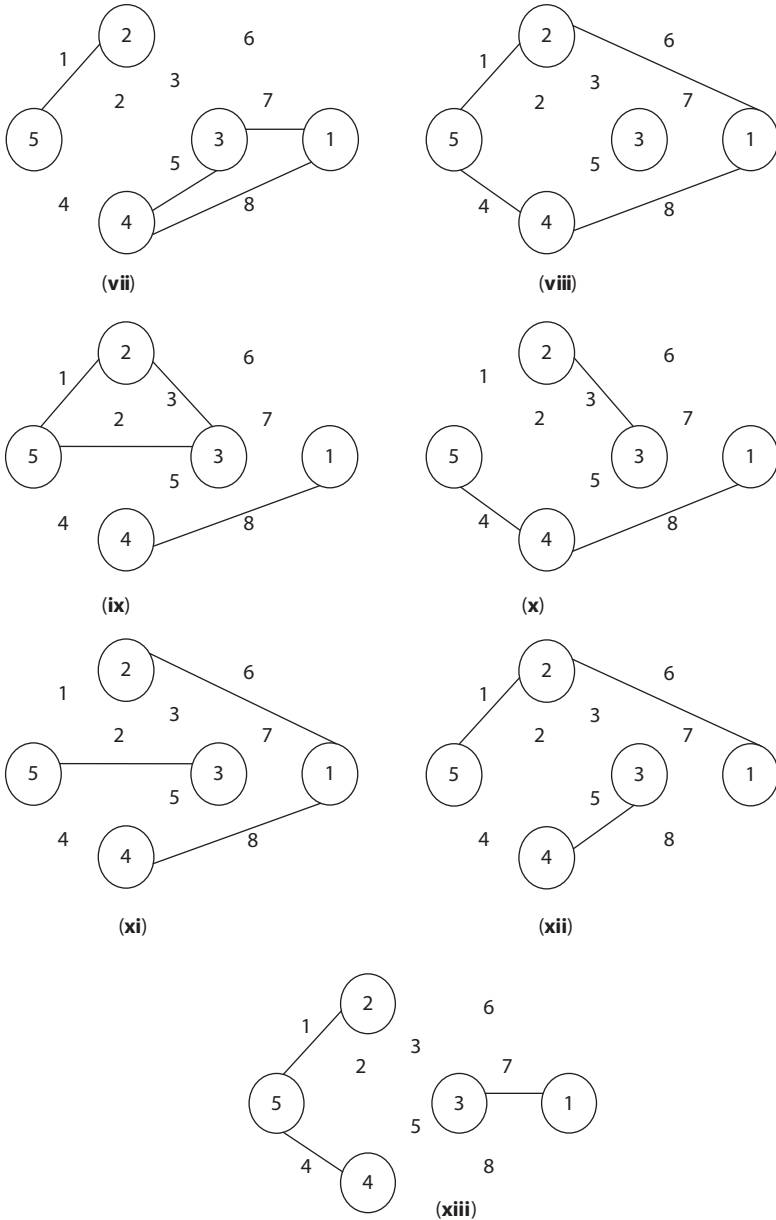 2 6 2 6
1 1
3 3
2 7 2 7
5 3 1 5 3 1
5 5
4 8 4 8
4 4
(vii) (viii)
2 6 2 6
1 1
2 3 7 2 3 7
5 3 1 5 3 1
5 5
4 8 4 8
4 4
(ix) (x)
2 6 2 6
1 1
3 3
2 7 2 7
5 3 1 5 3 1
5 5
4 8 4 8
4 4
(xi) (xii)
2 6
1
3
2 7
5 3 1
5
4 8
4
(xiii)